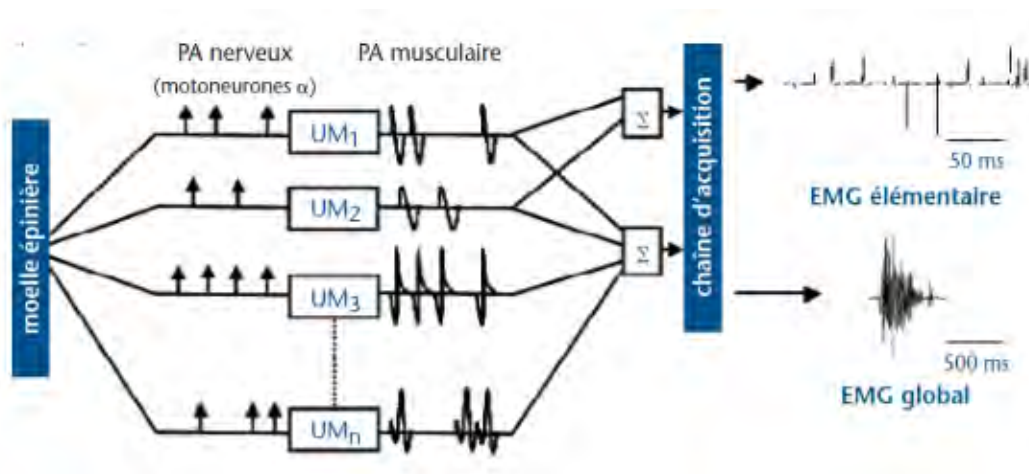 PA nerveux
(motoneurones α)
PA musculaire
moelle épinière
UM1
UM2
UM3
UMn
Σ
Σ
chaîne d'acquisition
50 ms
EMG élémentaire
500 ms
EMG global